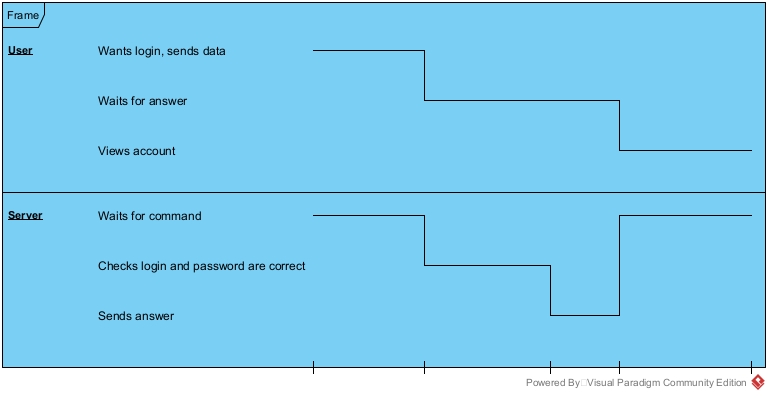 Frame
User
Wants login, sends data
Waits for answer
Views account
Server
Waits for command
Checks login and password are correct
Sends answer
Powered By□Visual Paradigm Community Edition